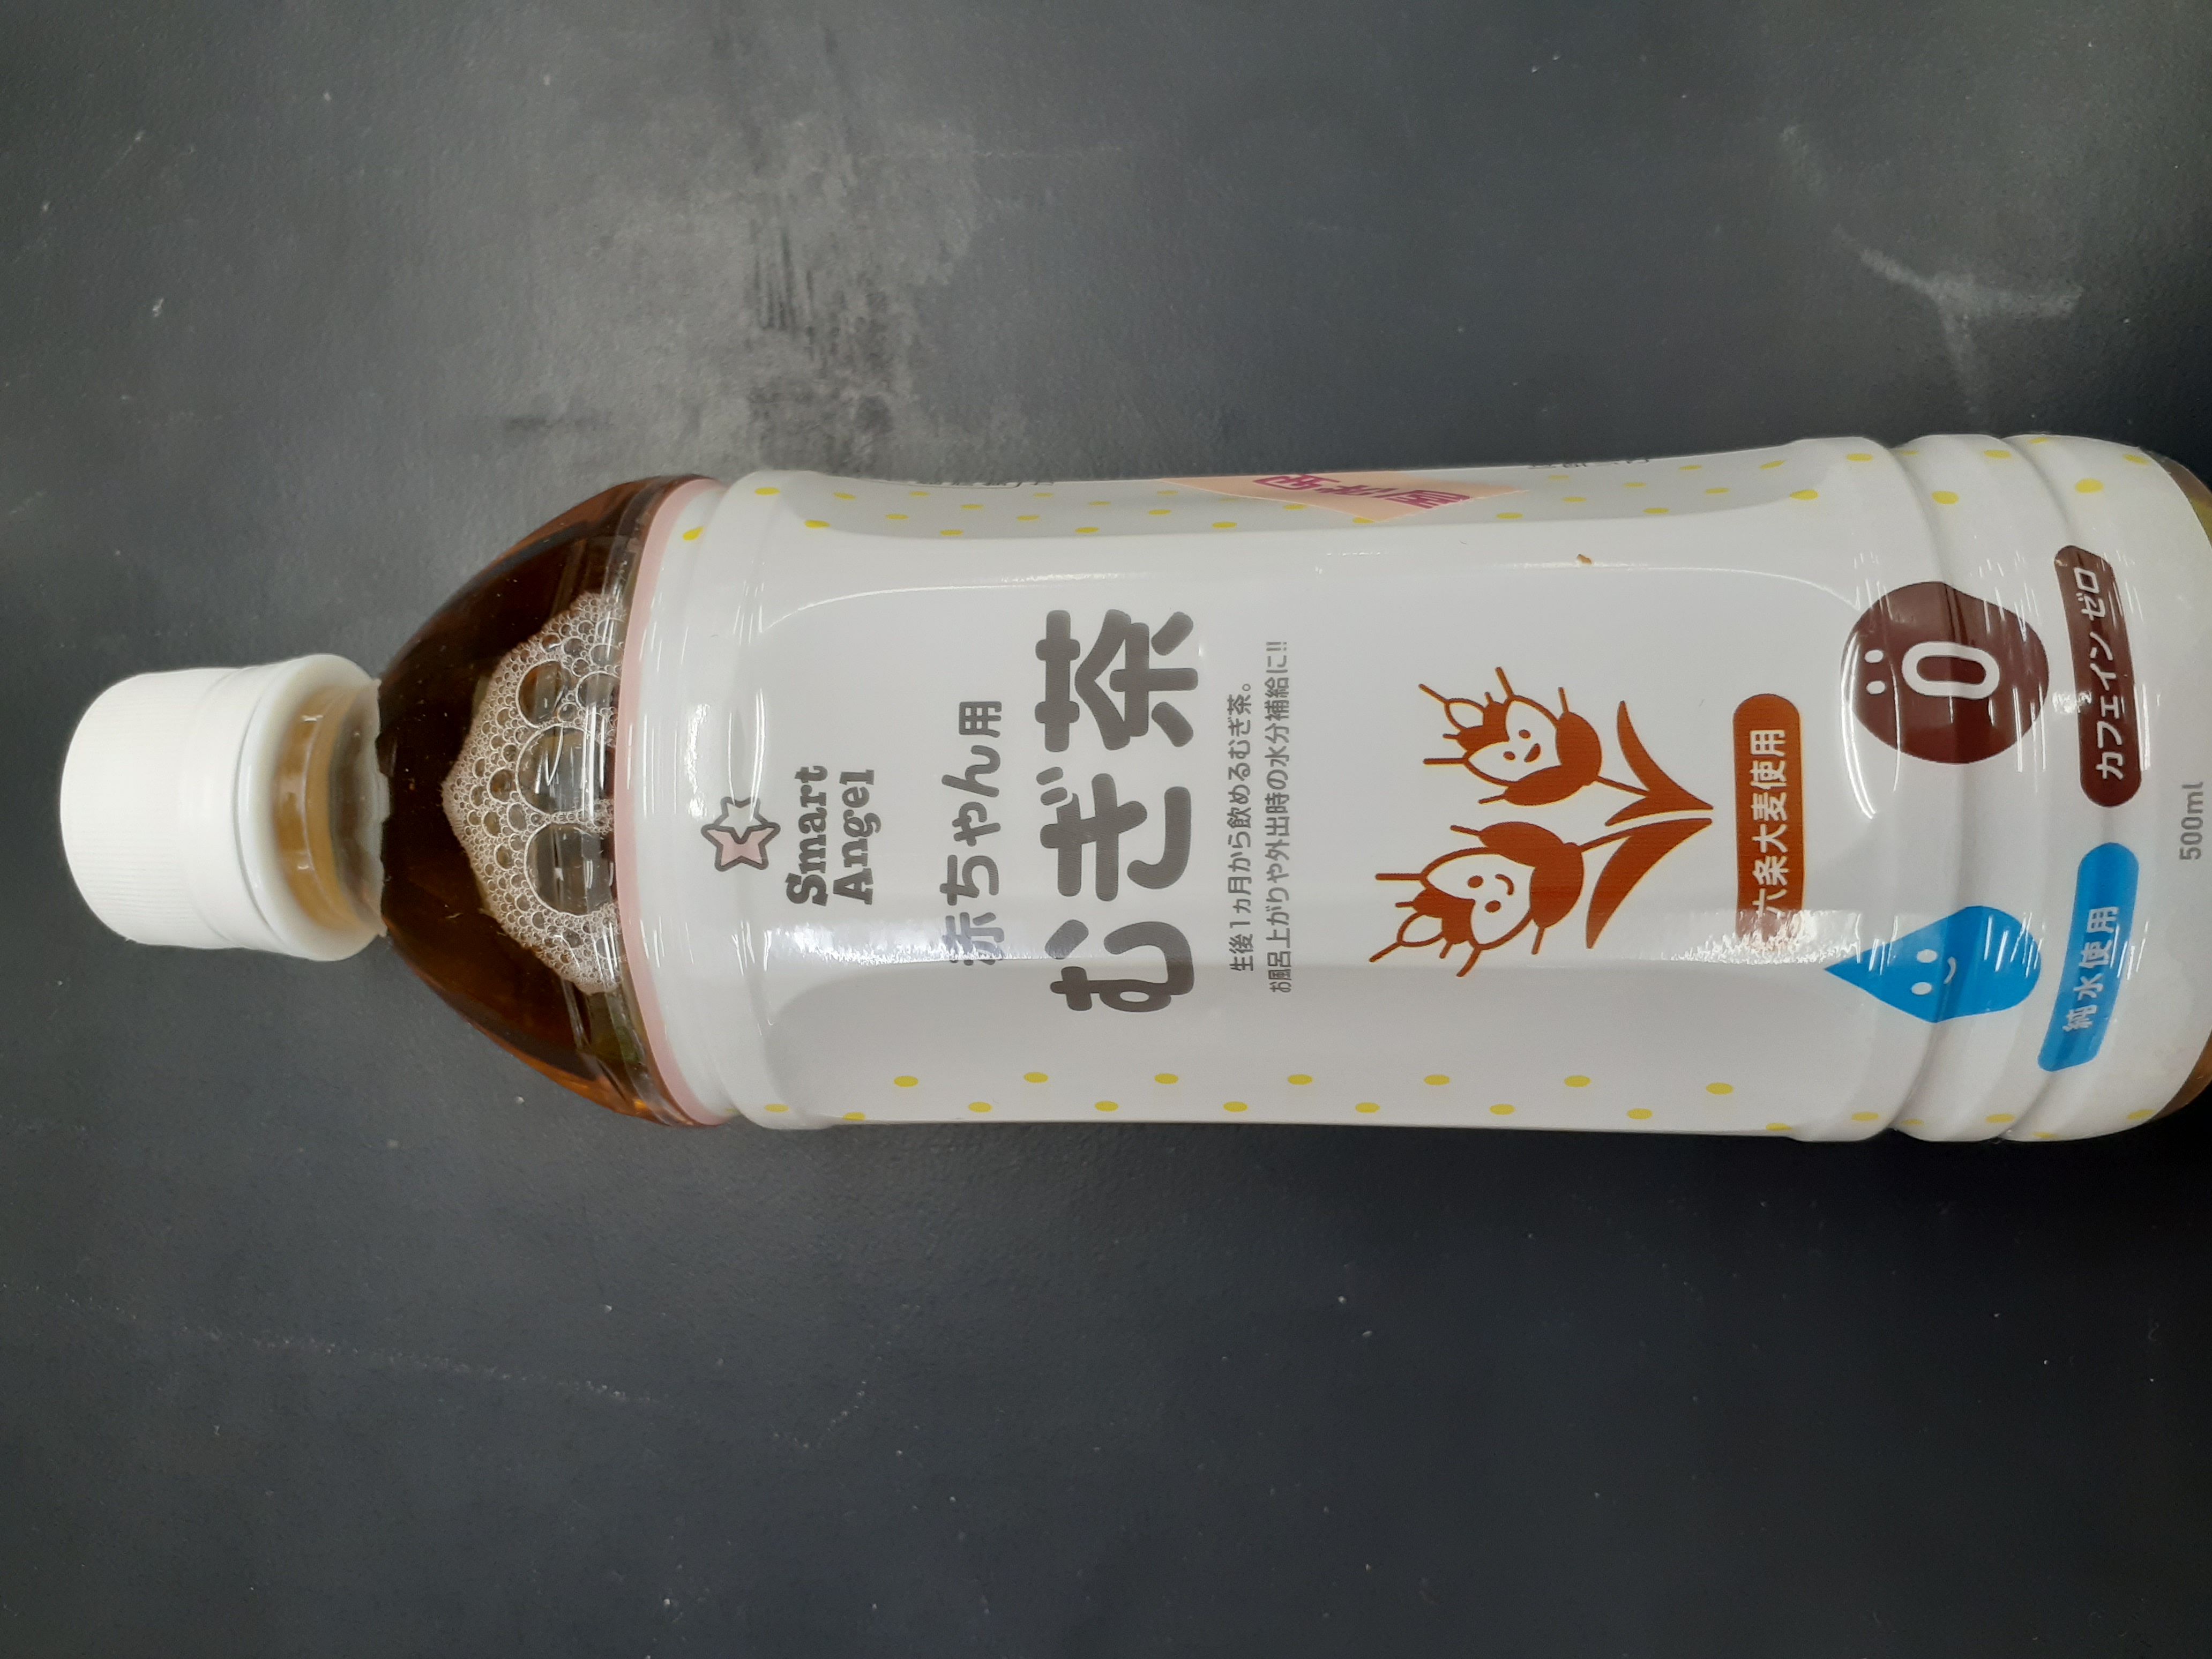 Smart
Angel
赤ちゃん用
むぎ茶
生後1ヵ月から飲めるむぎ茶。
お風呂上がりや外出時の水分補給に!!
六条大麦使用
0
カフェイン ゼロ
純水使用
500ml